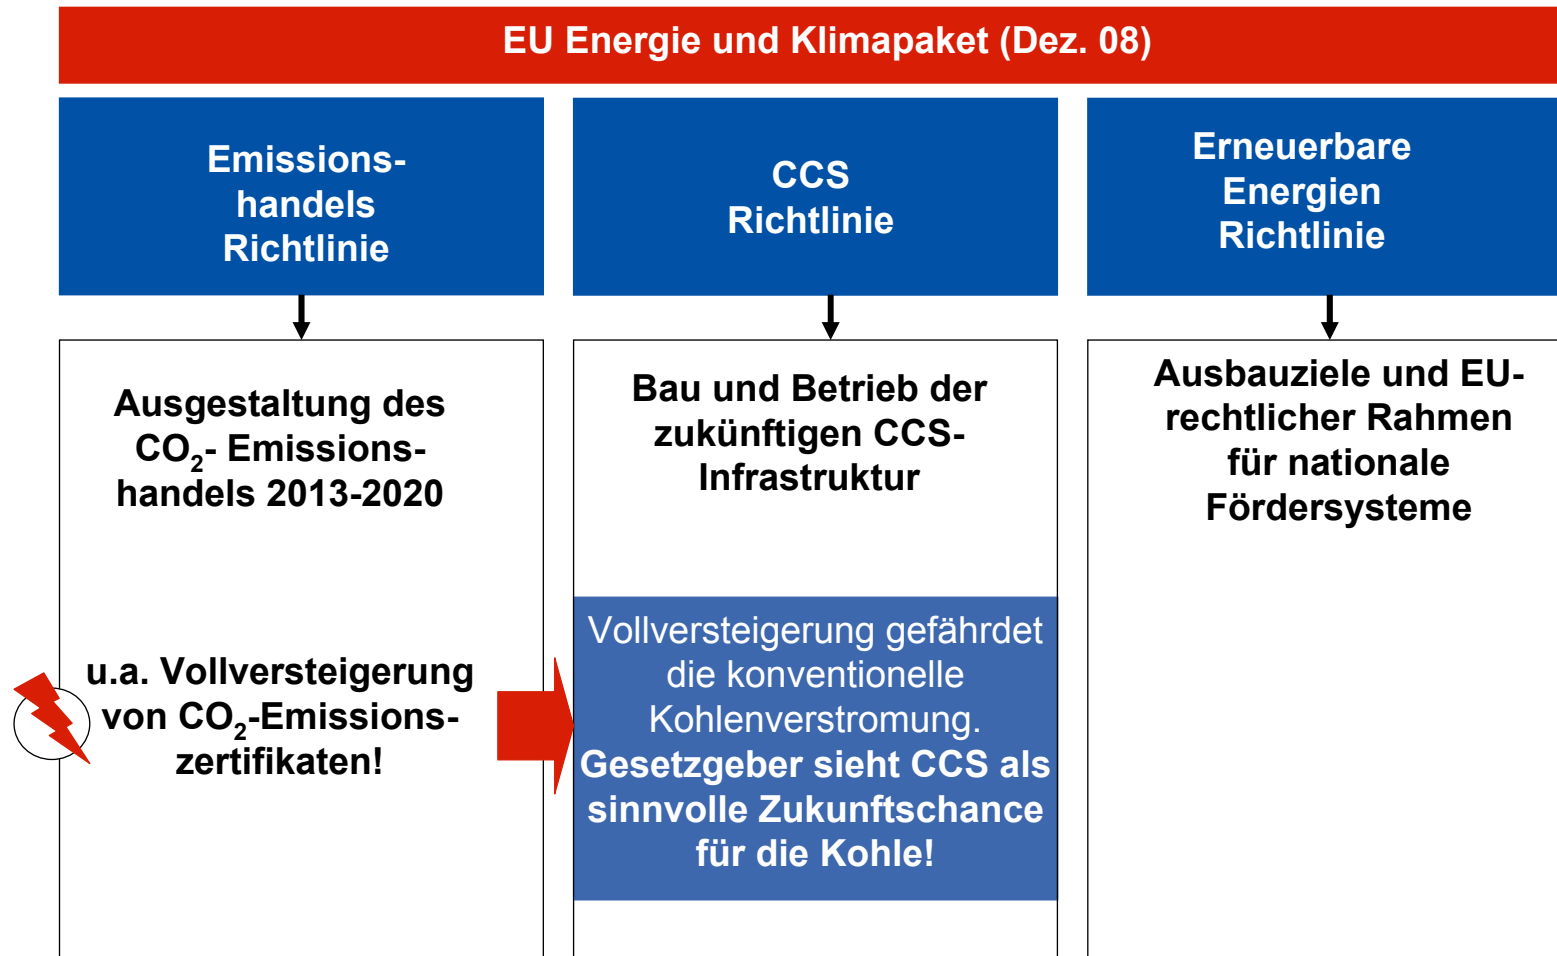 EU Energie und Klimapaket (Dez. 08)
Emissions-
handels
Richtlinie
CCS
Richtlinie
Erneuerbare
Energien
Richtlinie
Ausgestaltung des
CO₂- Emissions-
handels 2013-2020
u.a. Vollversteigerung
von CO₂-Emissions-
zertifikaten!
Bau und Betrieb der
zukünftigen CCS-
Infrastruktur
Vollversteigerung gefährdet
die konventionelle
Kohlenverstromung.
Gesetzgeber sieht CCS als
sinnvolle Zukunftschance
für die Kohle!
Ausbauziele und EU-
rechtlicher Rahmen
für nationale
Fördersysteme